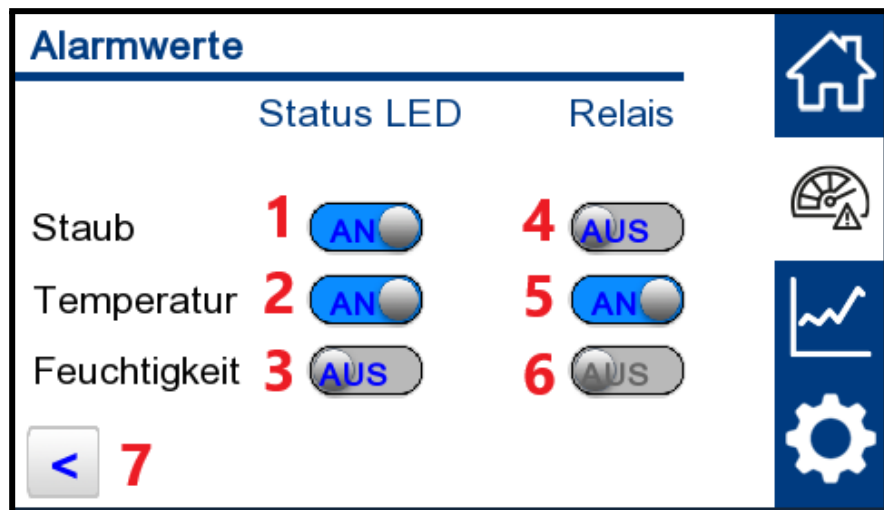 Alarmwerte
Status LED Relais
Staub 1 AN 4 AUS
Temperatur 2 AN 5 AN
Feuchtigkeit 3 AUS 6 AUS
< 7